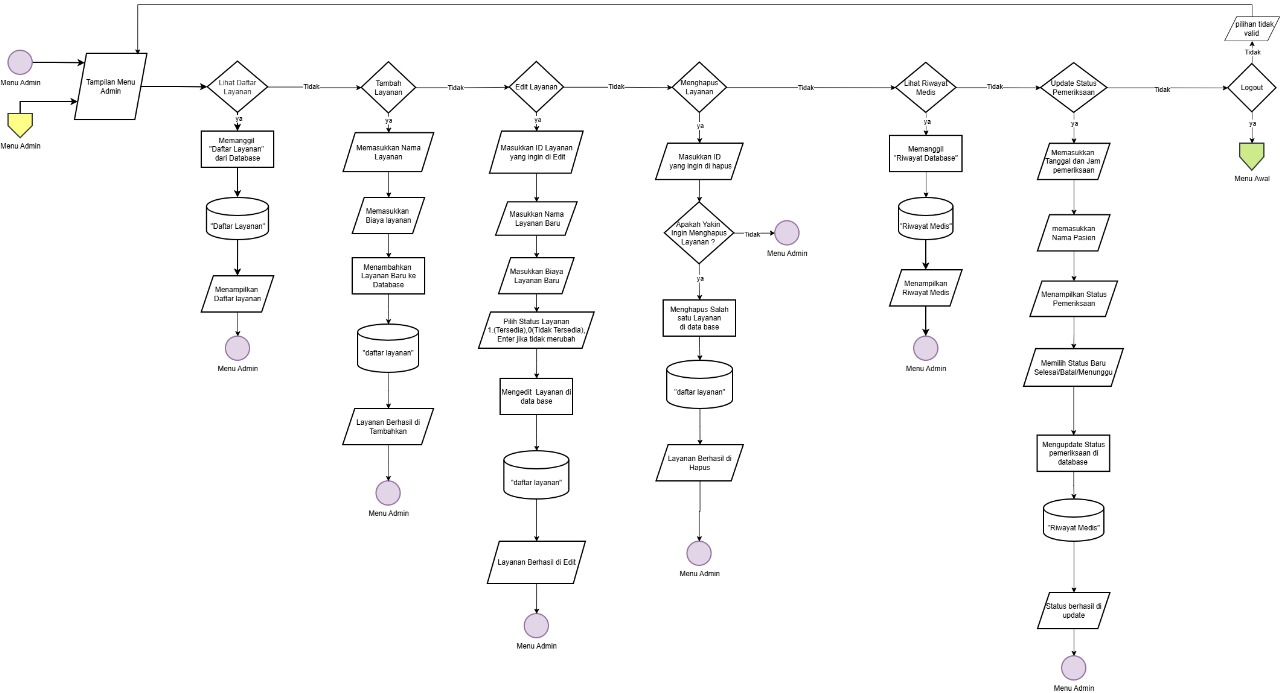 pilihan tidak
valid
Tidak
Menu Admin
Tampilan Menu
Admin
Menu Admin
Lihat Daftar
Layanan
Tidak
ya
Memanggil
"Daftar Layanan"
dari Database
"Daftar Layanan"
Menampilkan
Daftar layanan
Menu Admin
Tambah
Layanan
Tidak
ya
Memasukkan Nama
Layanan
Memasukkan
Biaya layanan
Menambahkan
Layanan Baru ke
Database
"daftar layanan"
Layanan Berhasil di
Tambahkan
Menu Admin
Edit Layanan
Tidak
ya
Masukkan ID Layanan
yang ingin di Edit
Masukkan Nama
Layanan Baru
Masukkan Biaya
Layanan Baru
Pilih Status Layanan
1.(Tersedia),0(Tidak Tersedia),
Enter jika tidak merubah
Mengedit Layanan di
data base
"daftar layanan"
Layanan Berhasil di Edit
Menu Admin
Menghapus
Layanan
Tidak
ya
Masukkan ID
yang ingin di hapus
Apakah Yakin
Ingin Menghapus
Layanan ?
Tidak
Menu Admin
ya
Menghapus Salah
satu Layanan
di data base
"daftar layanan"
Layanan Berhasil di
Hapus
Menu Admin
Lihat Riwayat
Medis
Tidak
ya
Memanggil
"Riwayat Database"
"Riwayat Medis"
Menampilkan
Riwayat Medis
Menu Admin
Update Status
Pemeriksaan
Tidak
ya
Memasukkan
Tanggal dan Jam
pemeriksaan
memasukkan
Nama Pasien
Menampilkan Status
Pemeriksaan
Memilih Status Baru
Selesai/Batal/Menunggu
Mengupdate Status
pemeriksaan di
database
"Riwayat Medis"
Status berhasil di
update
Menu Admin
Logout
ya
Menu Awal